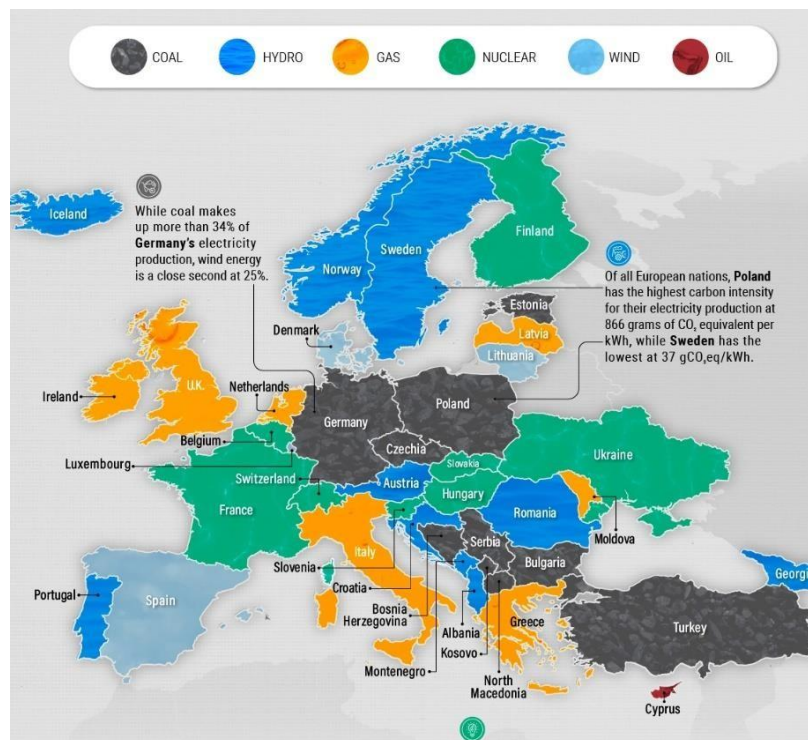 COAL HYDRO GAS NUCLEAR WIND OIL
Iceland
While coal makes
up more than 34% of
Germany's electricity
production, wind energy
is a close second at 25%.
Norway
Sweden
Finland
Of all European nations, Poland
has the highest carbon intensity
for their electricity production at
866 grams of CO₂ equivalent per
kWh, while Sweden has the
lowest at 37 gCO₂eq/kWh.
Estonia
Latvia
Lithuania
Denmark
U.K.
Ireland
Netherlands
Belgium
Luxembourg
Germany
Poland
Czechia
Slovakia
Ukraine
Switzerland
Austria
Hungary
France
Romania
Moldova
Italy
Slovenia
Croatia
Serbia
Bulgaria
Georgi
Portugal
Spain
Bosnia
Herzegovina
Albania
Kosovo
Montenegro
North
Macedonia
Greece
Turkey
Cyprus